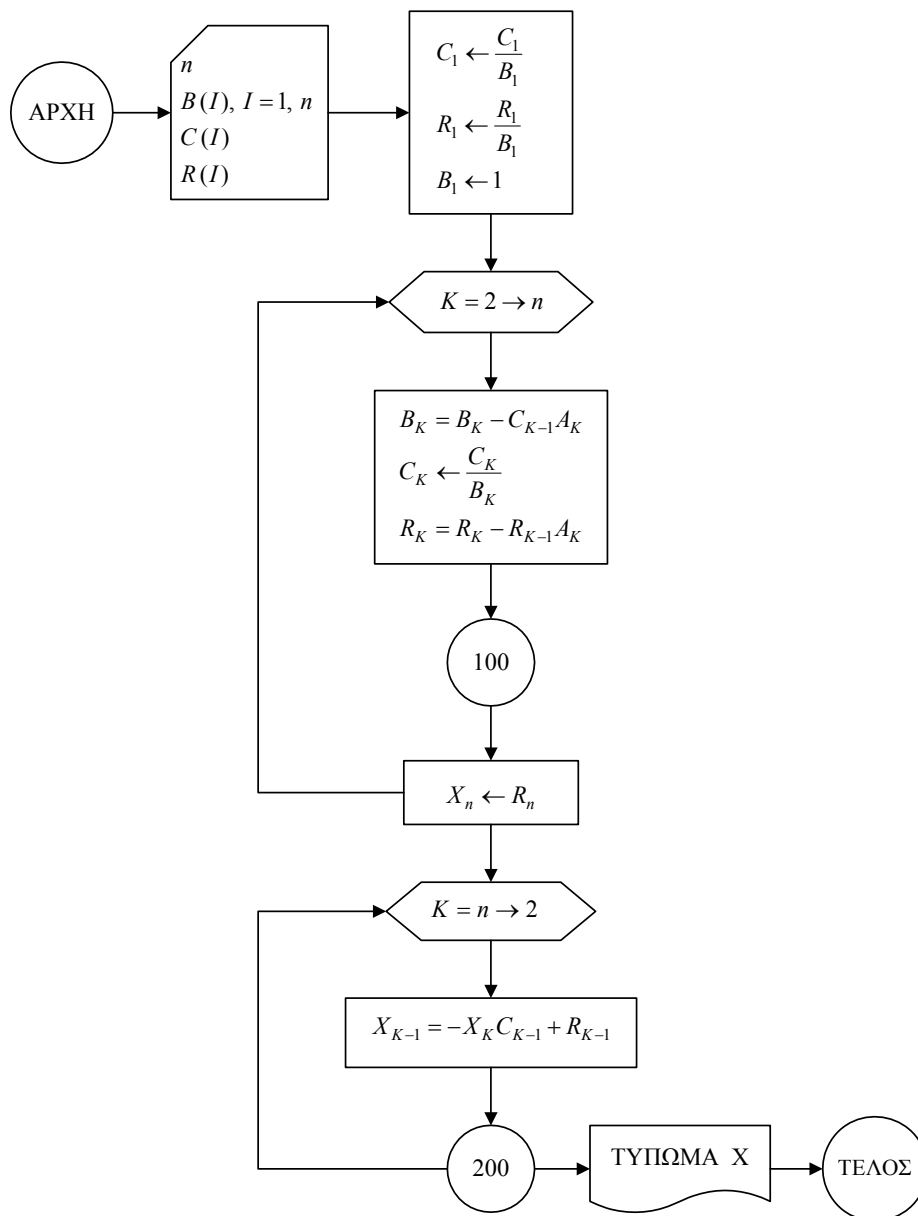 ΑΡΧΗ
n
B(I), I = 1, n
C(I)
R(I)
C₁ ← C₁/B₁
R₁ ← R₁/B₁
B₁ ← 1
K = 2 → n
B_K = B_K − C_{K−1}A_K
C_K ← C_K/B_K
R_K = R_K − R_{K−1}A_K
100
X_n ← R_n
K = n → 2
X_{K−1} = −X_K C_{K−1} + R_{K−1}
200
ΤΥΠΩΜΑ Χ
ΤΕΛΟΣ